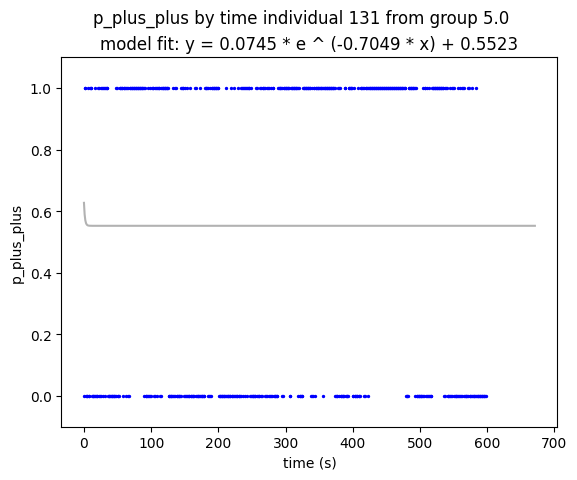 p_plus_plus by time individual 131 from group 5.0
model fit: y = 0.0745 * e ^ (-0.7049 * x) + 0.5523
1.0
0.8
0.6
0.4
0.2
0.0
p_plus_plus
0 100 200 300 400 500 600 700
time (s)